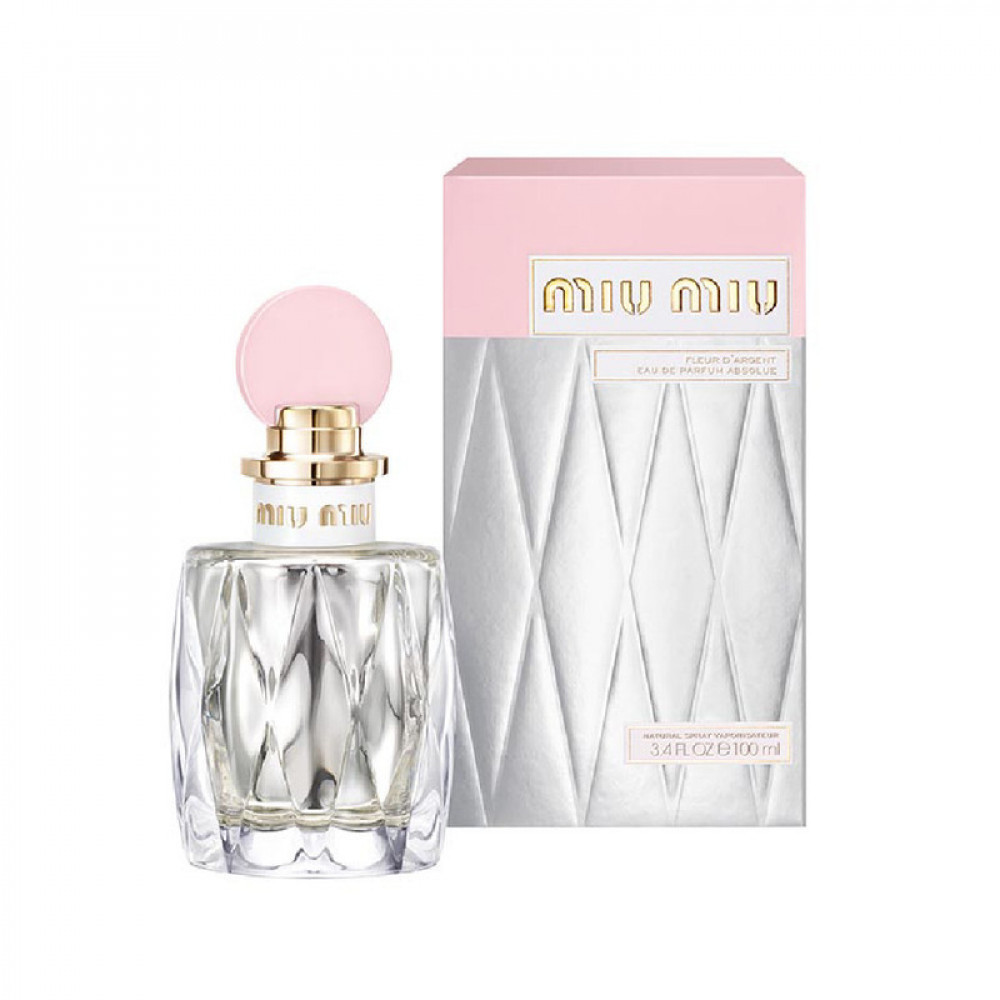 MIU MIU
FLEUR D'ARGENT
EAU DE PARFUM ABSOLUE
MIU MIU
NATURAL SPRAY VAPORISATEUR
3.4 FL OZ ℮ 100 ml